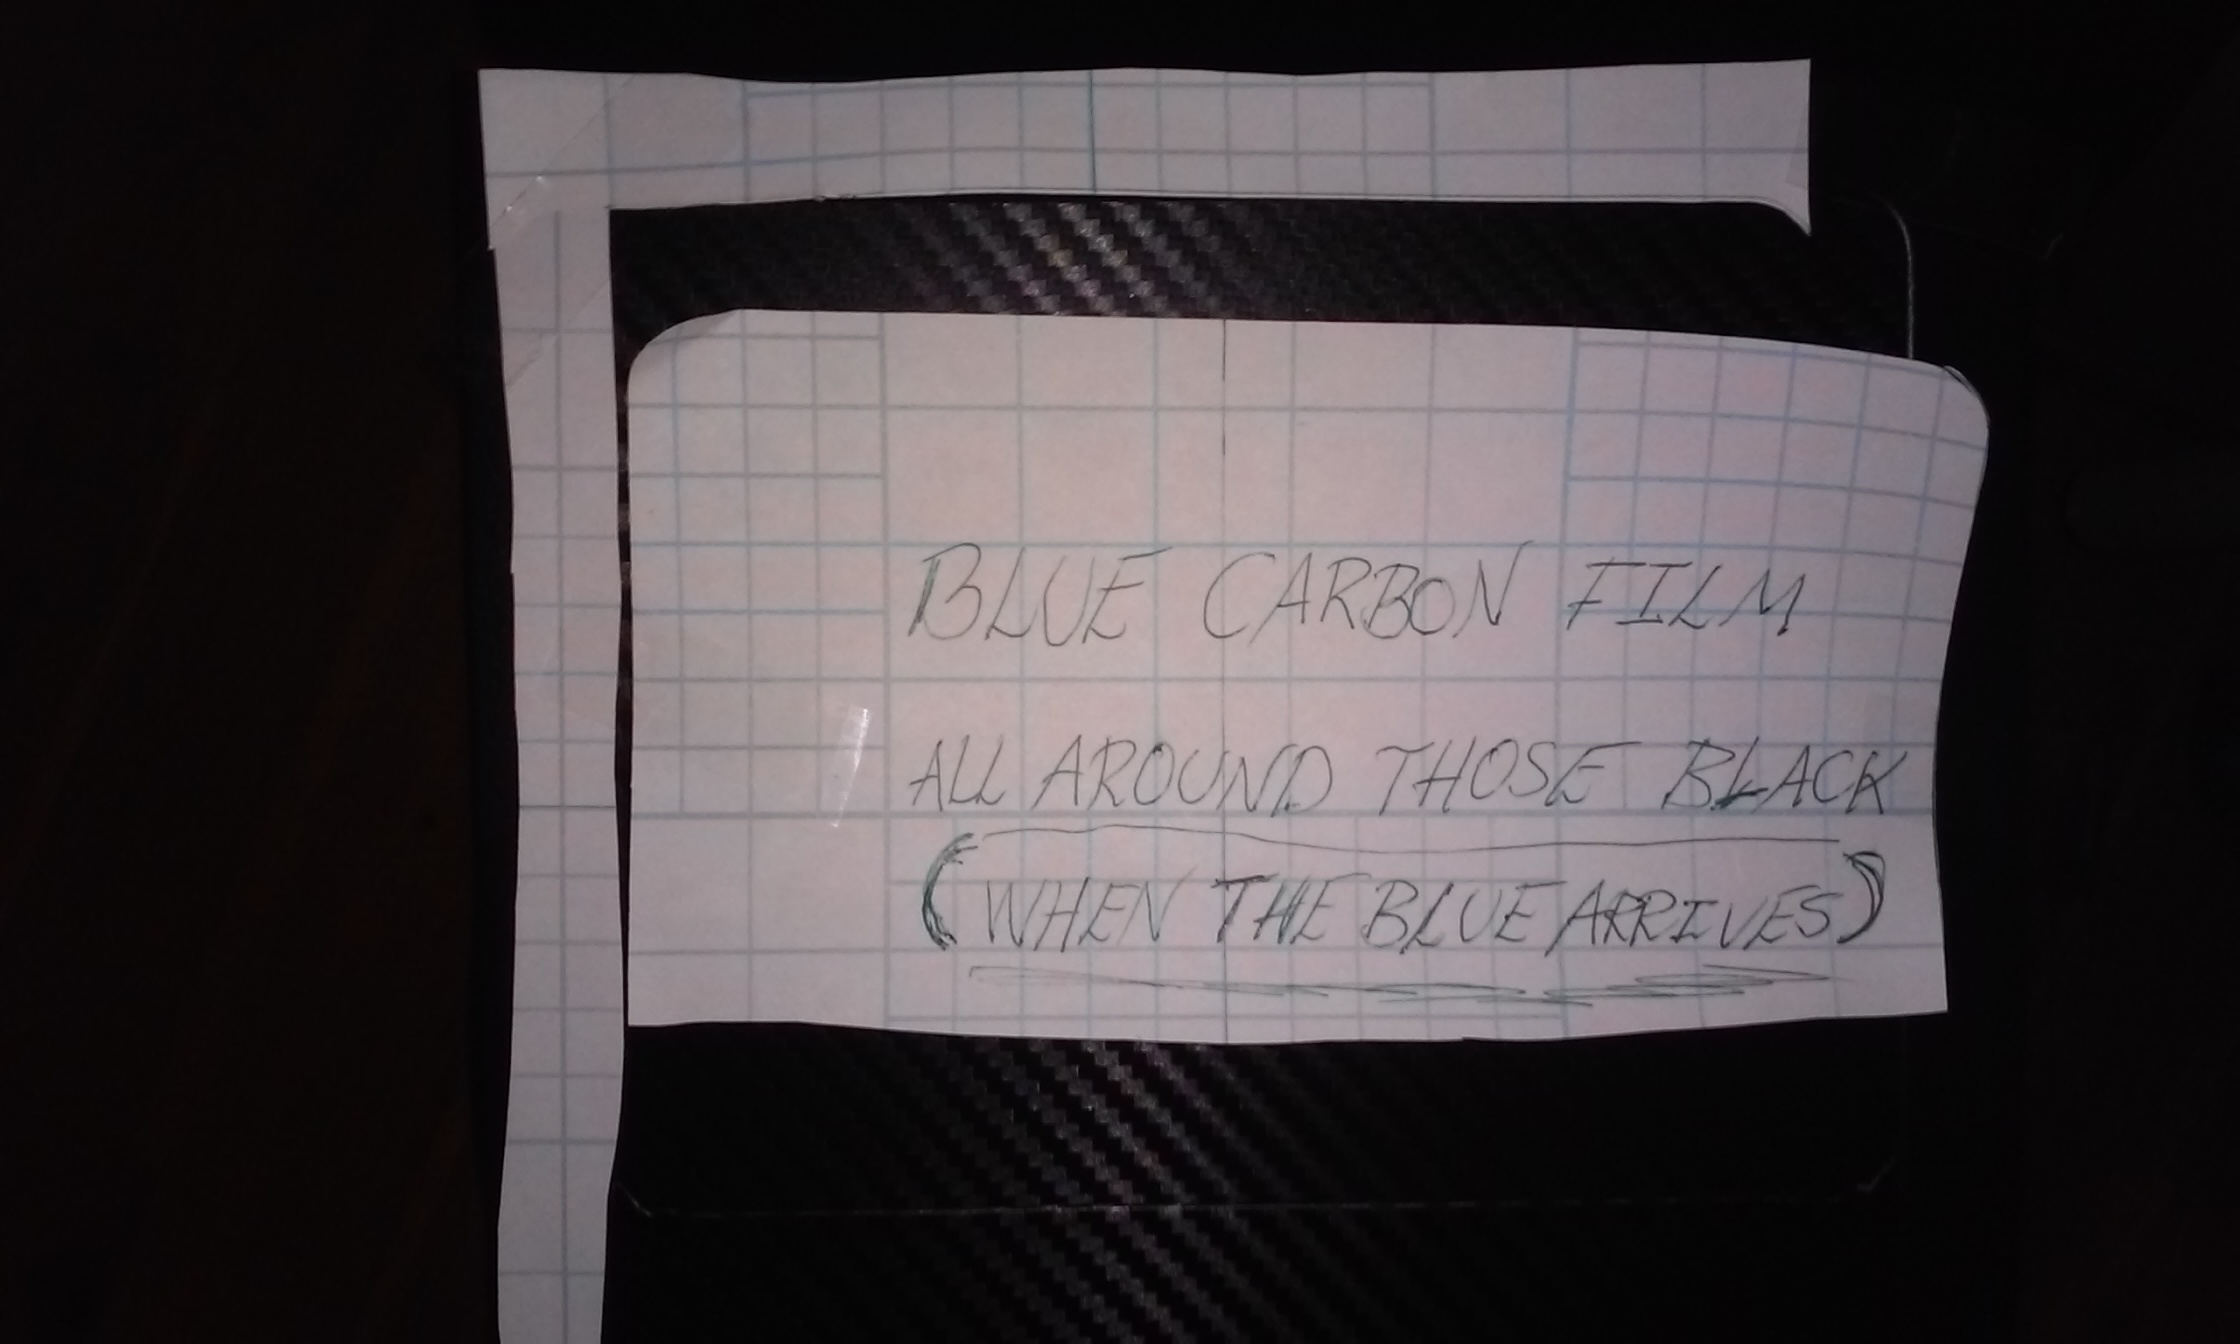 BLUE CARBON FILM
ALL AROUND THOSE BLACK
(WHEN THE BLUE ARRIVES)